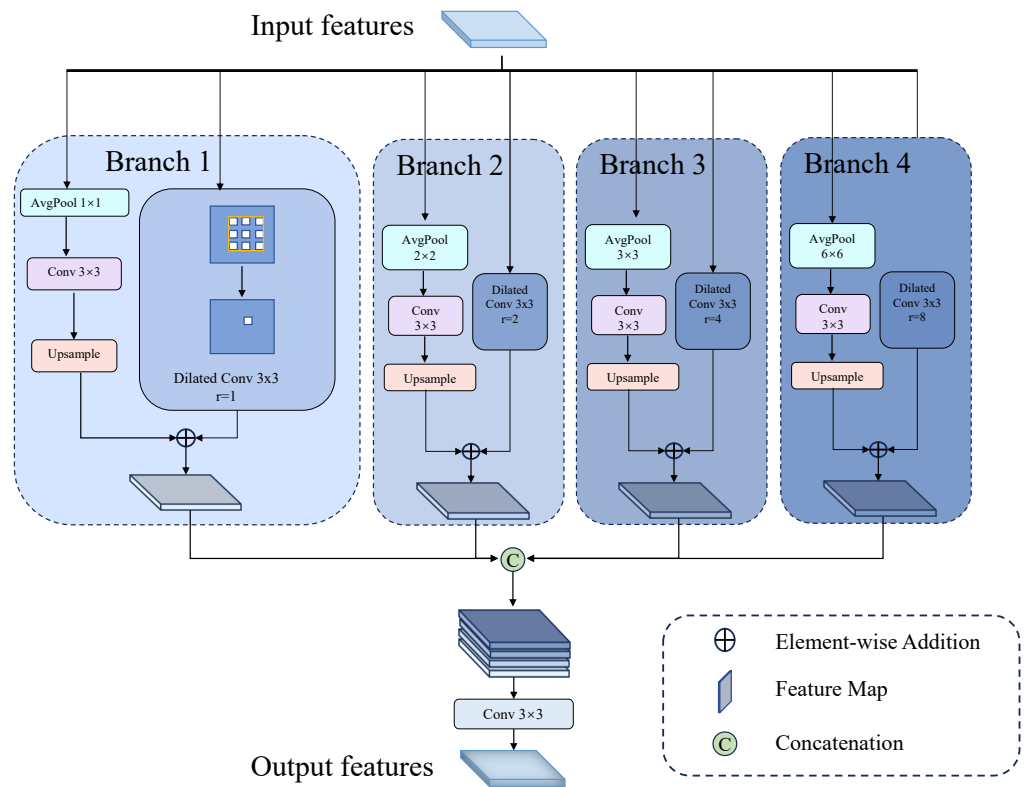 Input features
Branch 1
AvgPool 1×1
Conv 3×3
Upsample
Dilated Conv 3x3
r=1
Branch 2
AvgPool
2×2
Conv
3×3
Upsample
Dilated
Conv 3x3
r=2
Branch 3
AvgPool
3×3
Conv
3×3
Upsample
Dilated
Conv 3x3
r=4
Branch 4
AvgPool
6×6
Conv
3×3
Upsample
Dilated
Conv 3x3
r=8
C
Conv 3×3
Output features
Element-wise Addition
Feature Map
C
Concatenation